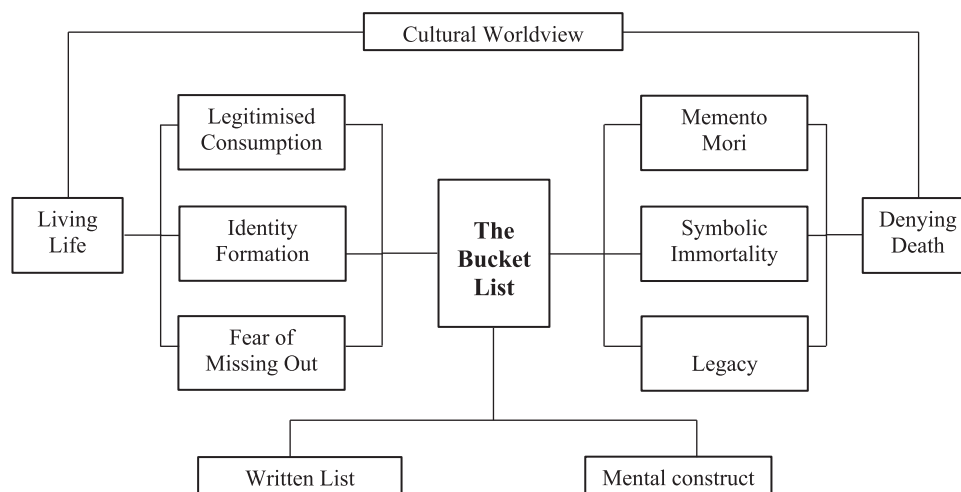 Cultural Worldview
Legitimised
Consumption
Memento
Mori
Living
Life
Identity
Formation
The
Bucket
List
Symbolic
Immortality
Denying
Death
Fear of
Missing Out
Legacy
Written List
Mental construct